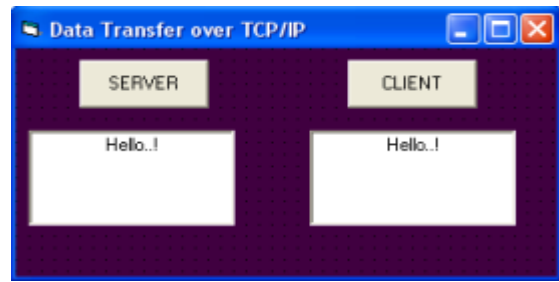 Data Transfer over TCP/IP
SERVER CLIENT
Hello..! Hello..!